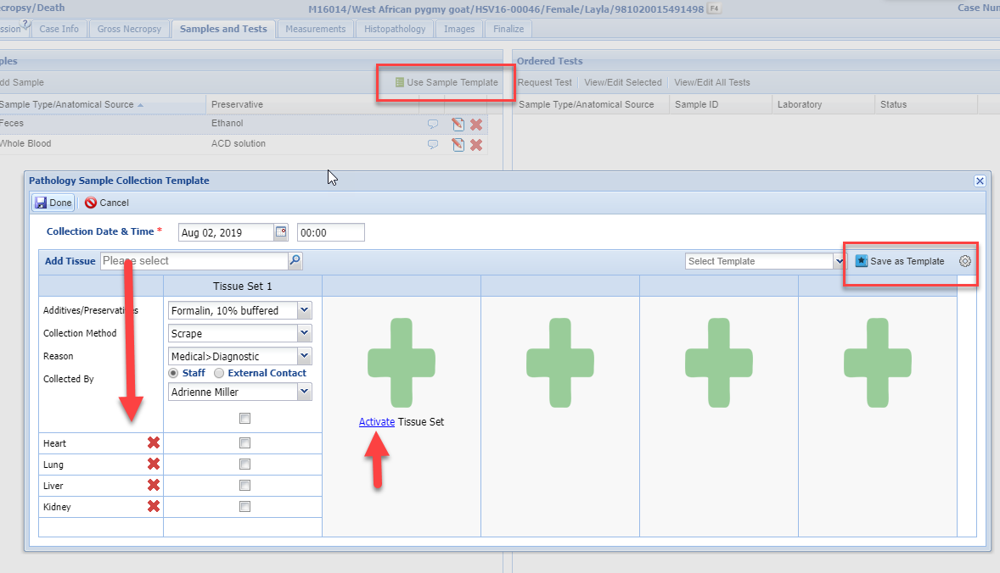 ecropsy/Death
M16014/West African pygmy goat/HSV16-00046/Female/Layla/981020015491498 F4
Case Num
ssion ?
Case Info
Gross Necropsy
Samples and Tests
Measurements
Histopathology
Images
Finalize
ples
Ordered Tests
dd Sample
Use Sample Template
Request Test
View/Edit Selected
View/Edit All Tests
Sample Type/Anatomical Source
Preservative
Sample Type/Anatomical Source
Sample ID
Laboratory
Status
Feces
Ethanol
Whole Blood
ACD solution
Pathology Sample Collection Template
Done
Cancel
Collection Date & Time *
Aug 02, 2019
00:00
Add Tissue
Please select
Select Template
Save as Template
Tissue Set 1
Additives/Preservatives
Formalin, 10% buffered
Collection Method
Scrape
Reason
Medical>Diagnostic
Collected By
Staff
External Contact
Adrienne Miller
Activate Tissue Set
Heart
Lung
Liver
Kidney